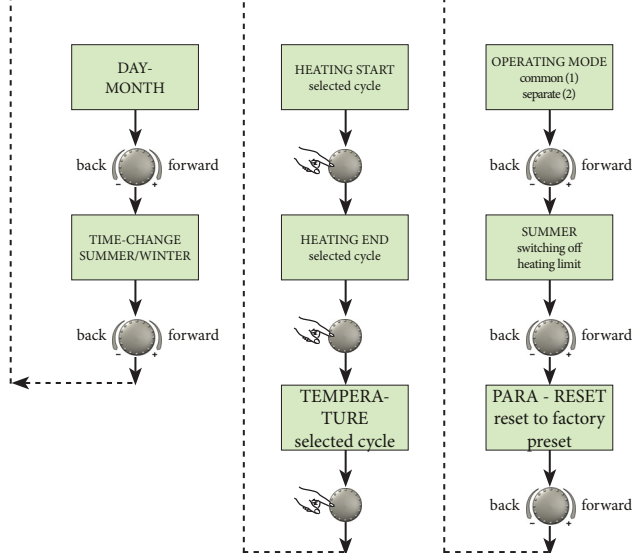 DAY-
MONTH
back forward
- +
TIME-CHANGE
SUMMER/WINTER
back forward
- +
HEATING START
selected cycle
HEATING END
selected cycle
TEMPERA-
TURE
selected cycle
OPERATING MODE
common (1)
separate (2)
back forward
- +
SUMMER
switching off
heating limit
back forward
- +
PARA - RESET
reset to factory
preset
back forward
- +